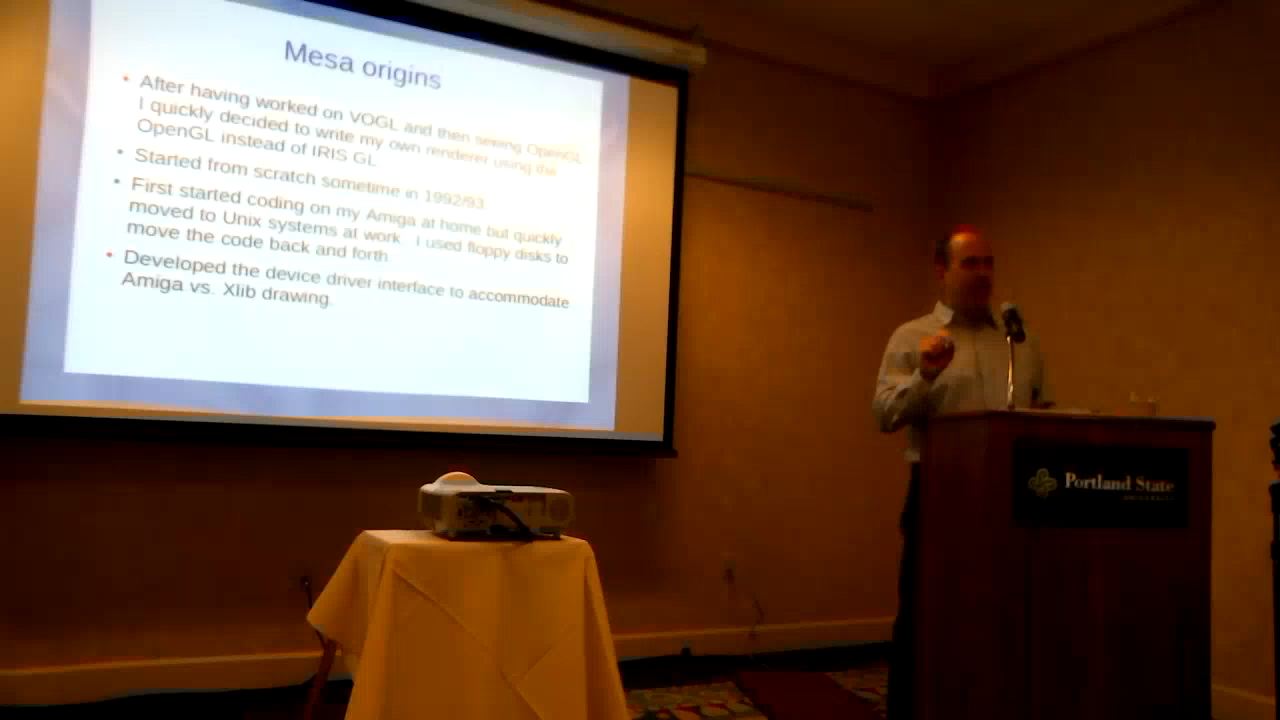 Mesa origins
After having worked on VOGL and then seeing OpenGL
I quickly decided to write my own renderer using the
OpenGL instead of IRIS GL
Started from scratch sometime in 1992/93.
First started coding on my Amiga at home but quickly
moved to Unix systems at work. I used floppy disks to
move the code back and forth
Developed the device driver interface to accommodate
Amiga vs. Xlib drawing.
Portland State
UNIVERSITY